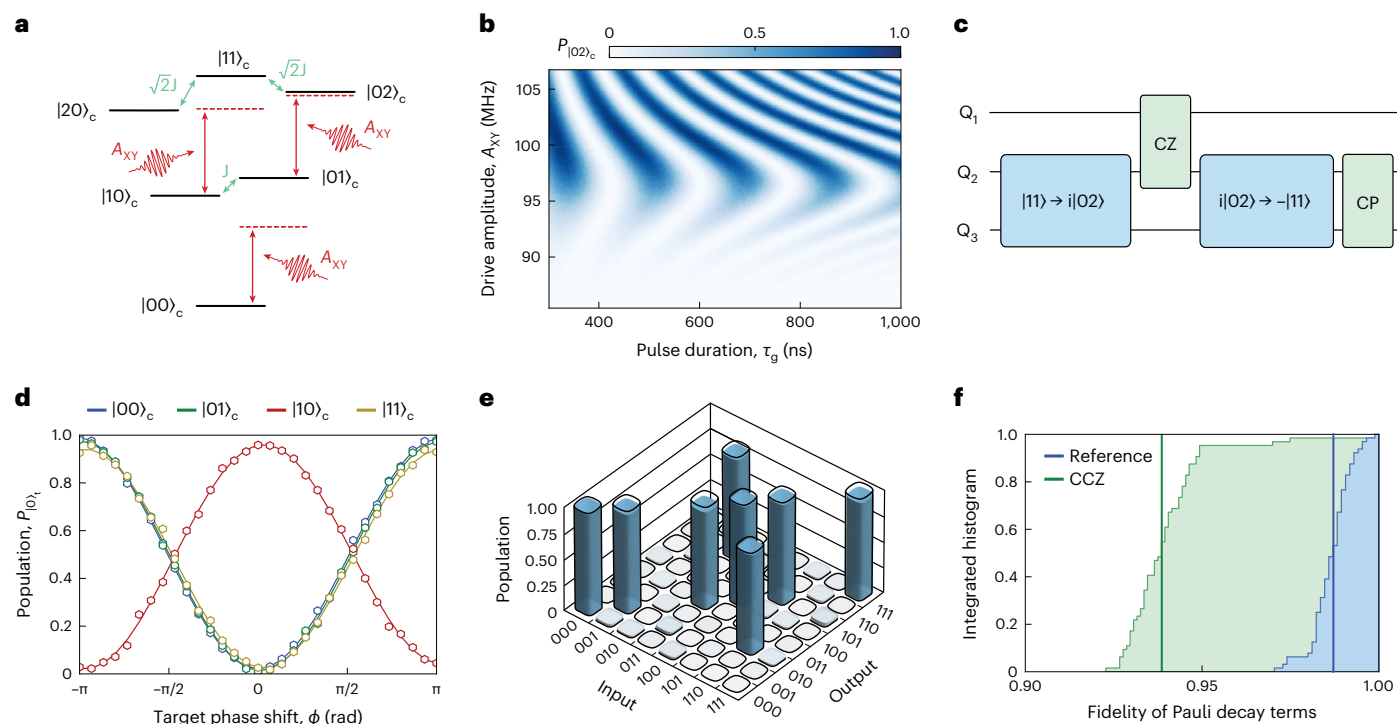 a
|11⟩c
√2J
√2J
|20⟩c
|02⟩c
AXY
AXY
J
|10⟩c
|01⟩c
AXY
|00⟩c
b
P|02⟩c
0 0.5 1.0
Drive amplitude, AXY (MHz)
105
100
95
90
400 600 800 1,000
Pulse duration, τg (ns)
c
Q1
CZ
Q2
|11⟩ → i|02⟩
i|02⟩ → -|11⟩
CP
Q3
d
|00⟩c |01⟩c |10⟩c |11⟩c
Population, P|0⟩t
1.0
0.8
0.6
0.4
0.2
0
−π −π/2 0 π/2 π
Target phase shift, ϕ (rad)
e
Population
1.00
0.75
0.50
0.25
0
000
001
010
011
100
101
110
111
Input
111
110
101
100
011
010
001
000
Output
f
Reference
CCZ
Integrated histogram
1.0
0.8
0.6
0.4
0.2
0
0.90 0.95 1.00
Fidelity of Pauli decay terms